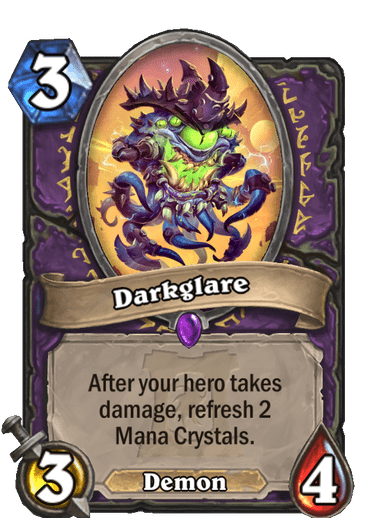 3
Darkglare
After your hero takes
damage, refresh 2
Mana Crystals.
3
Demon
4